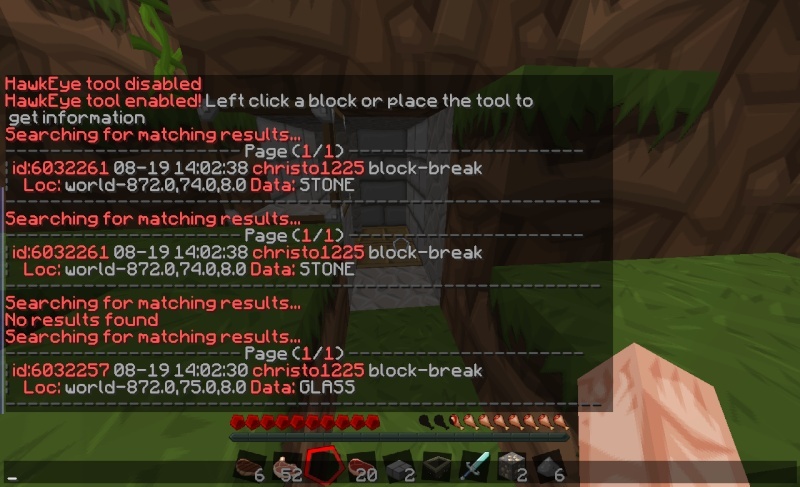 HawkEye tool disabled
HawkEye tool enabled! Left click a block or place the tool to
get information
Searching for matching results...
Page (1/1)
id:6032261 08-19 14:02:38 christo1225 block-break
Loc: world-872.0,74.0,8.0 Data: STONE
Searching for matching results...
Page (1/1)
id:6032261 08-19 14:02:38 christo1225 block-break
Loc: world-872.0,74.0,8.0 Data: STONE
Searching for matching results...
No results found
Searching for matching results...
Page (1/1)
id:6032257 08-19 14:02:30 christo1225 block-break
Loc: world-872.0,75.0,8.0 Data: GLASS
6 52 20 2 2 6